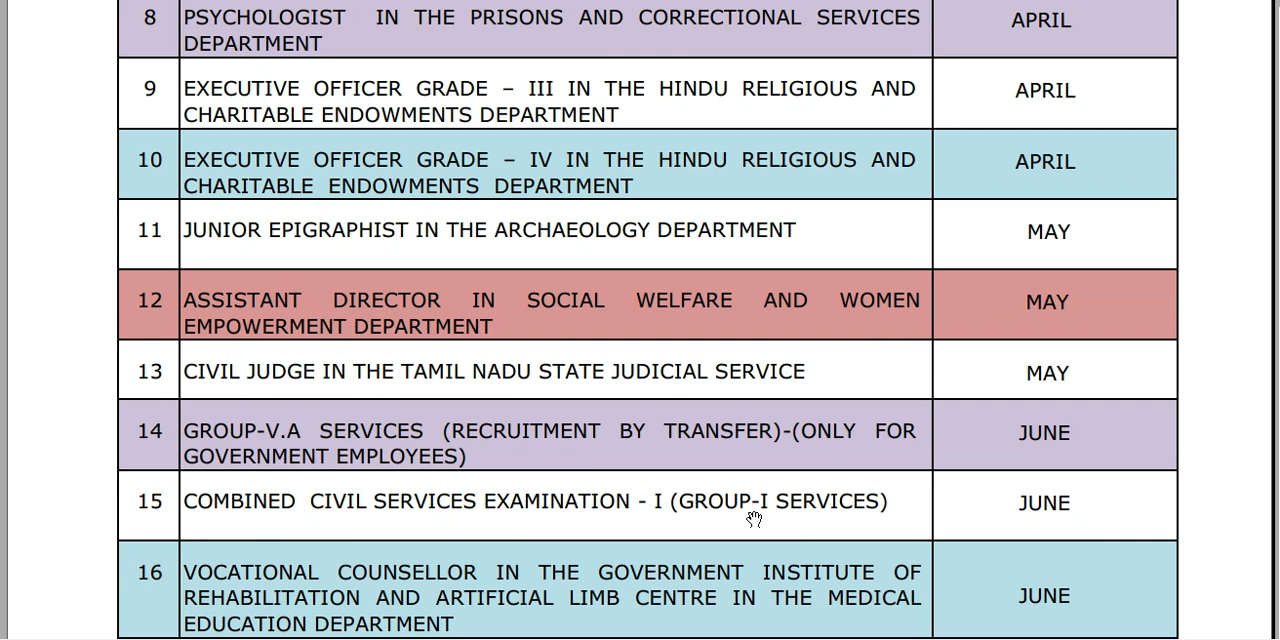 8 PSYCHOLOGIST IN THE PRISONS AND CORRECTIONAL SERVICES APRIL
DEPARTMENT
9 EXECUTIVE OFFICER GRADE – III IN THE HINDU RELIGIOUS AND APRIL
CHARITABLE ENDOWMENTS DEPARTMENT
10 EXECUTIVE OFFICER GRADE – IV IN THE HINDU RELIGIOUS AND APRIL
CHARITABLE ENDOWMENTS DEPARTMENT
11 JUNIOR EPIGRAPHIST IN THE ARCHAEOLOGY DEPARTMENT MAY
12 ASSISTANT DIRECTOR IN SOCIAL WELFARE AND WOMEN MAY
EMPOWERMENT DEPARTMENT
13 CIVIL JUDGE IN THE TAMIL NADU STATE JUDICIAL SERVICE MAY
14 GROUP-V.A SERVICES (RECRUITMENT BY TRANSFER)-(ONLY FOR JUNE
GOVERNMENT EMPLOYEES)
15 COMBINED CIVIL SERVICES EXAMINATION - I (GROUP-I SERVICES) JUNE
16 VOCATIONAL COUNSELLOR IN THE GOVERNMENT INSTITUTE OF
REHABILITATION AND ARTIFICIAL LIMB CENTRE IN THE MEDICAL JUNE
EDUCATION DEPARTMENT